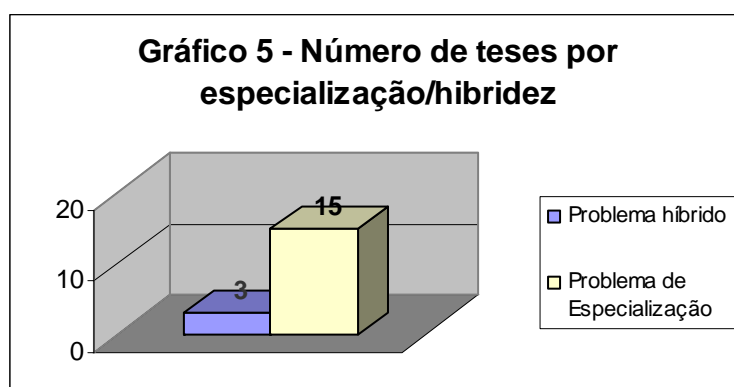 Gráfico 5 - Número de teses por
especialização/hibridez
20
10
0
3
15
Problema híbrido
Problema de
Especialização